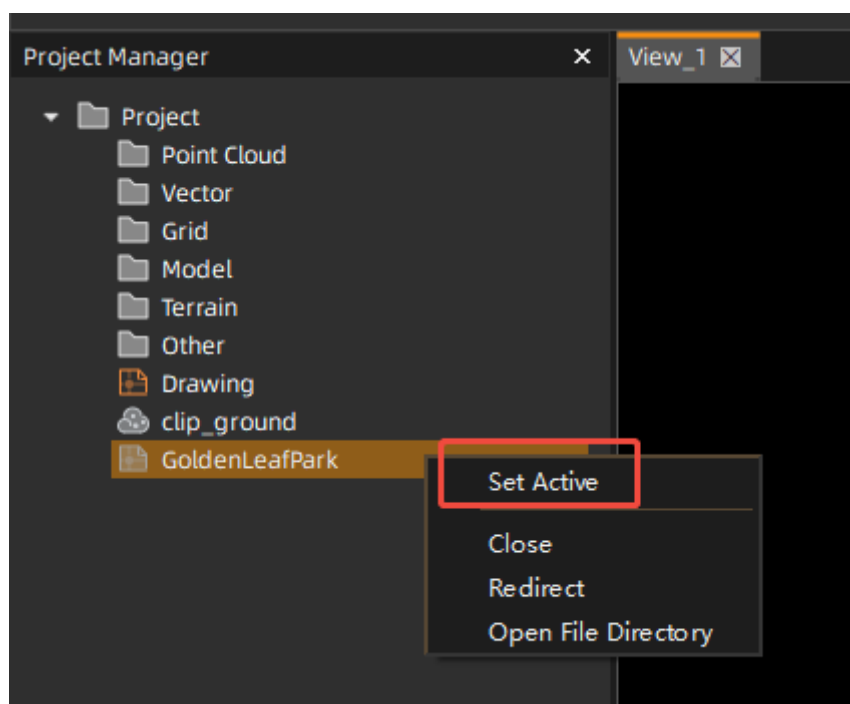 Project Manager
View_1
Project
Point Cloud
Vector
Grid
Model
Terrain
Other
Drawing
clip_ground
GoldenLeafPark
Set Active
Close
Redirect
Open File Directory